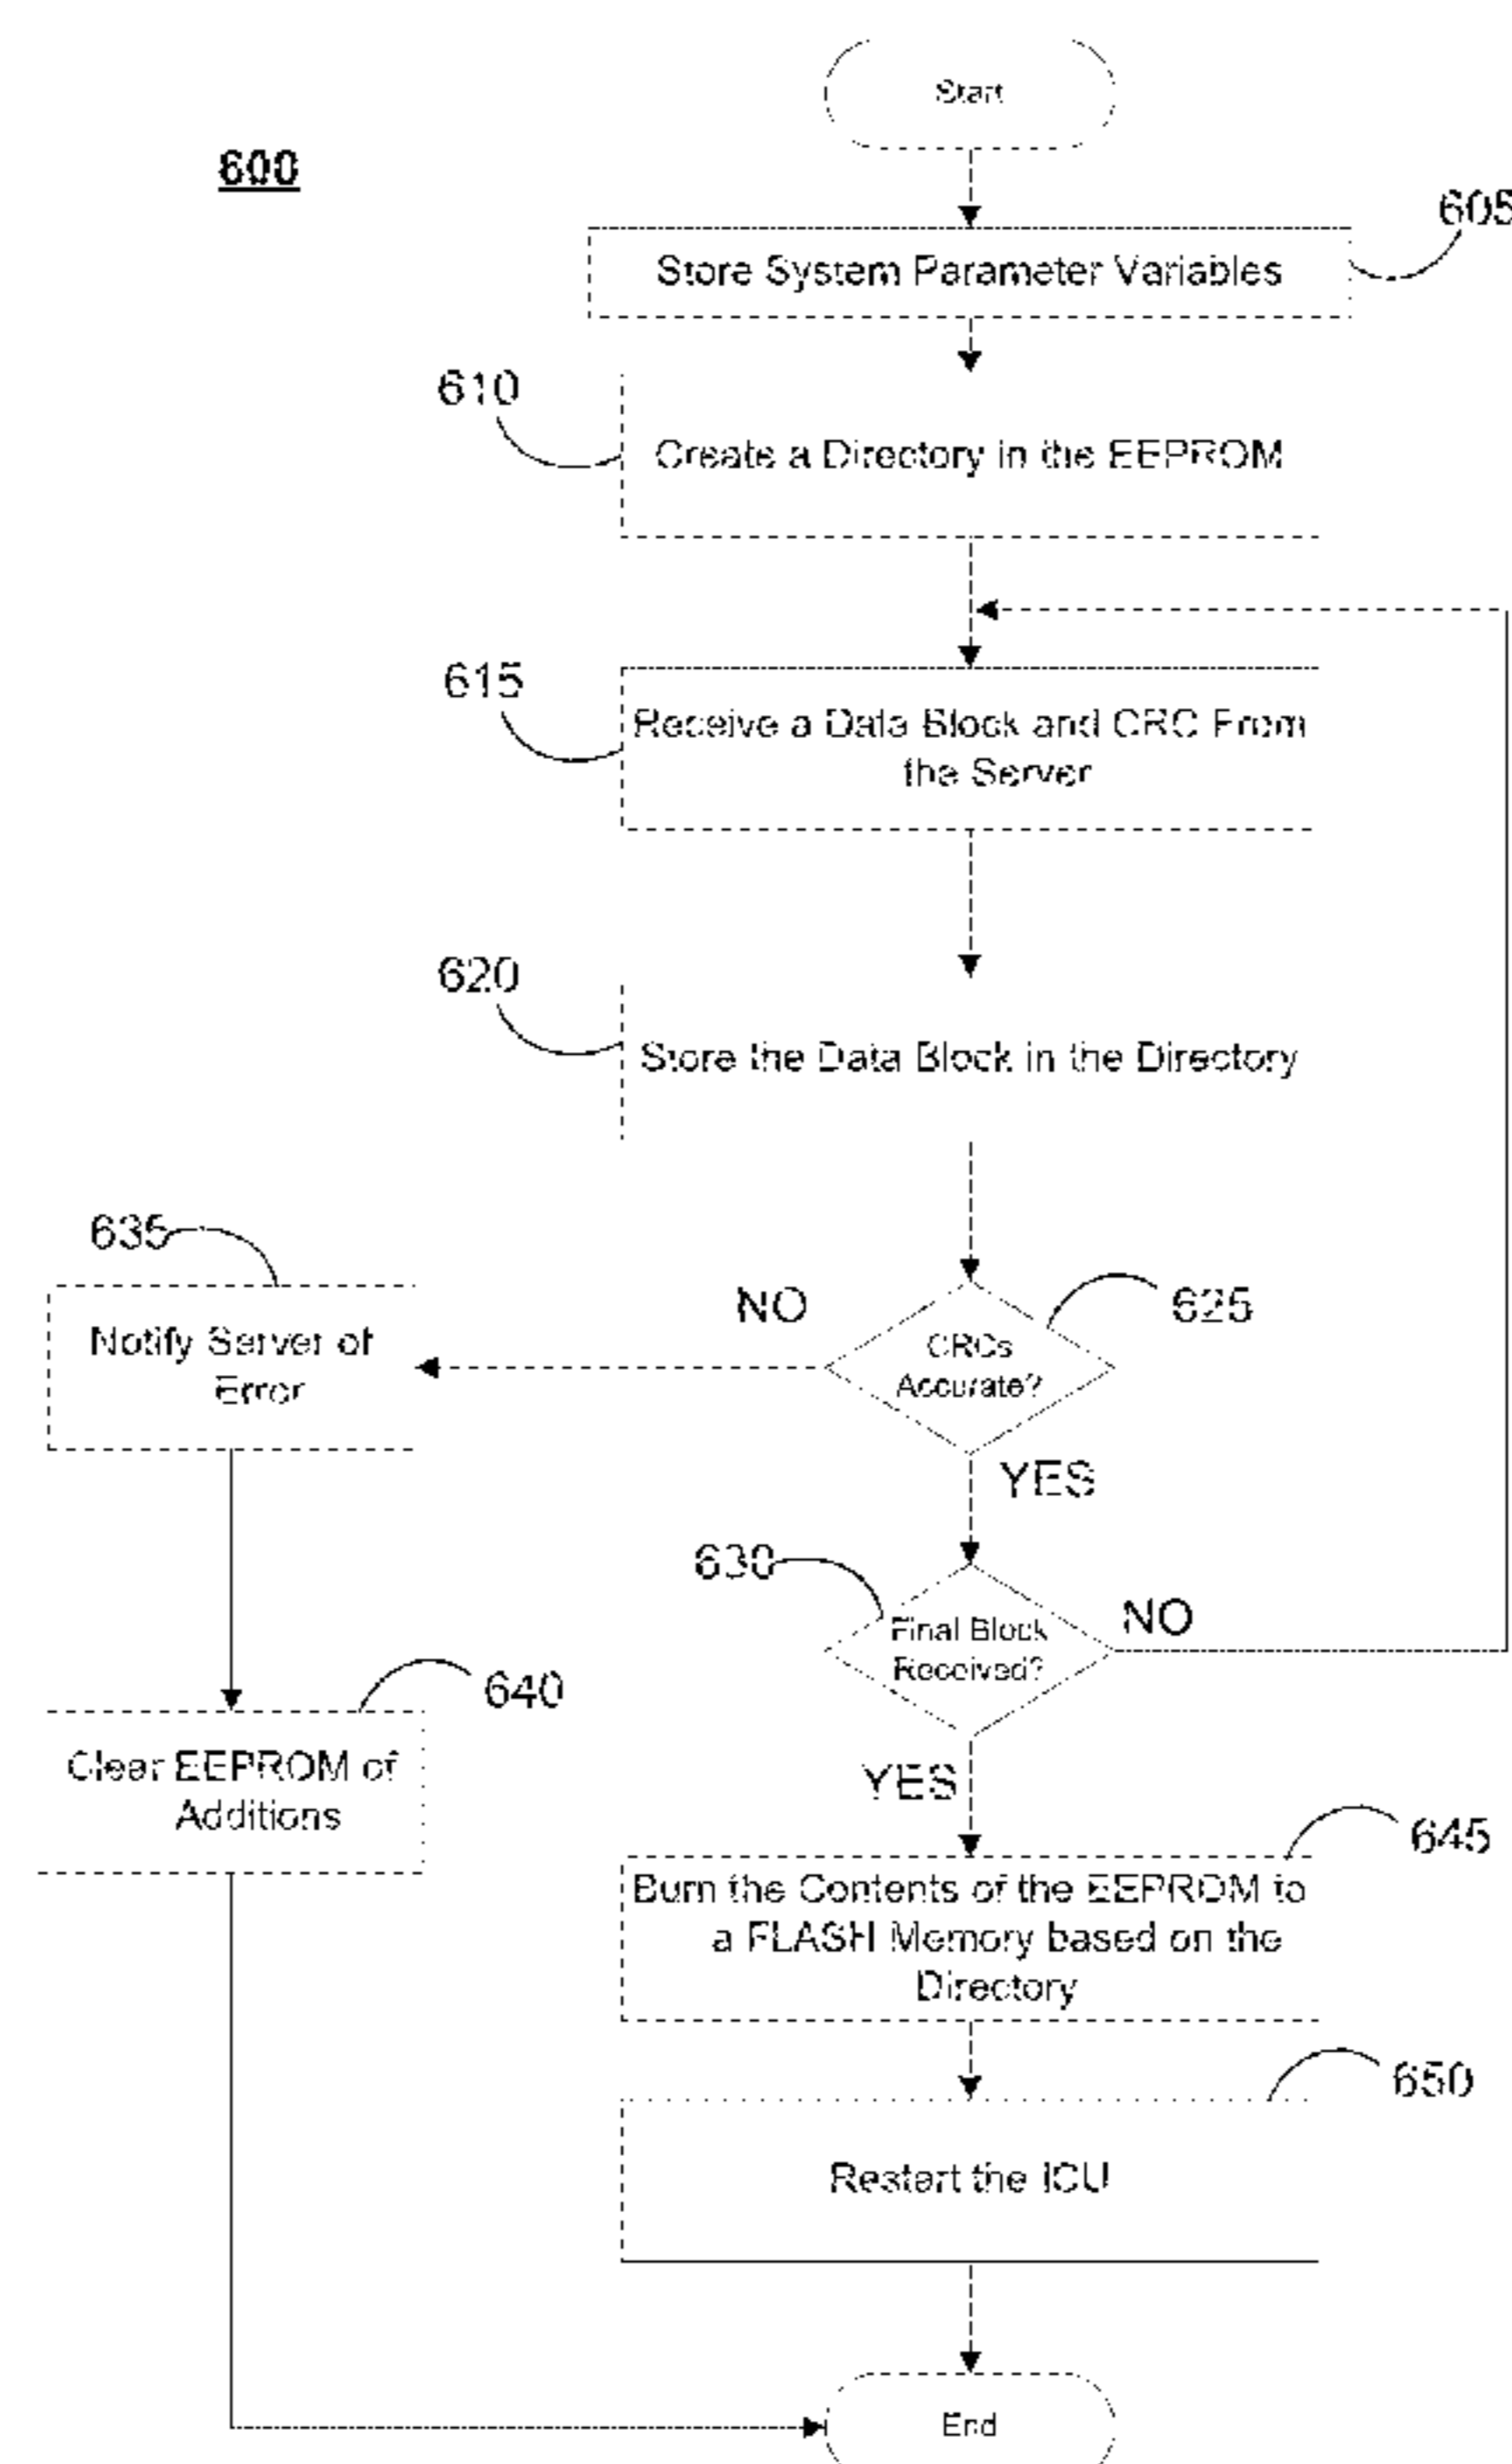 Start
600
605
Store System Parameter Variables
610
Create a Directory in the EEPROM
615
Receive a Data Block and CRC From
the Server
620
Store the Data Block in the Directory
635
NO
625
Notify Server of
Error
CRCs
Accurate?
YES
630
NO
Final Block
Received?
640
Clear EEPROM of
Additions
YES
645
Burn the Contents of the EEPROM to
a FLASH Memory based on the
Directory
650
Restart the ICU
End